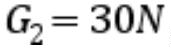 G₂ = 30N